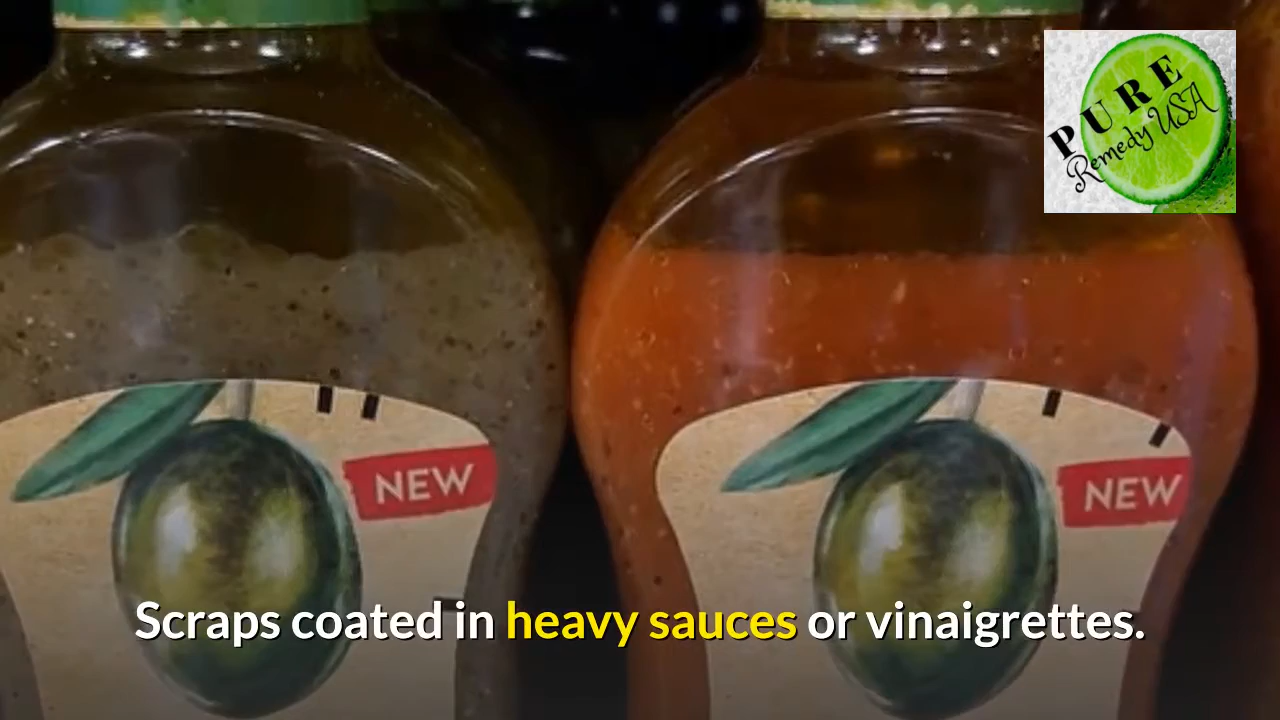 PURE
Remedy USA
NEW
NEW
Scraps coated in heavy sauces or vinaigrettes.